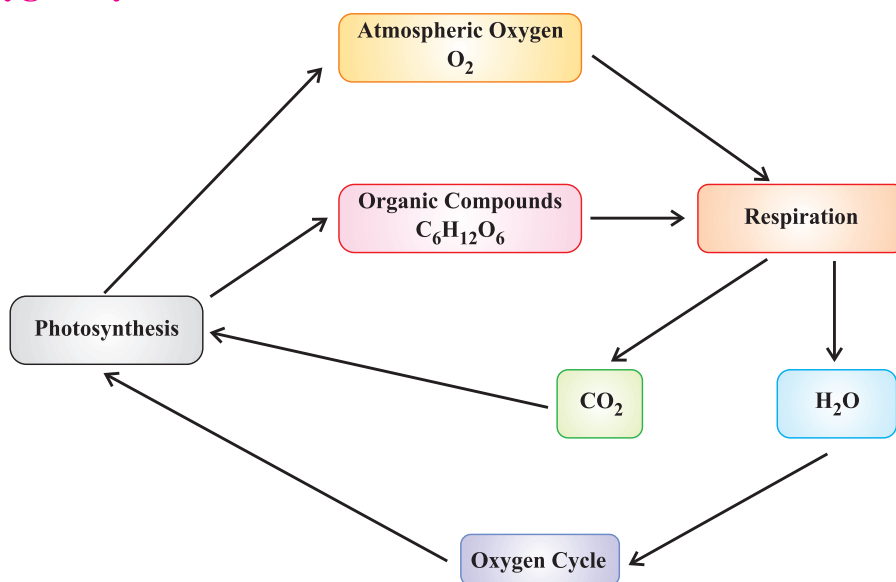 Atmospheric Oxygen
O₂
Organic Compounds
C₆H₁₂O₆
Respiration
Photosynthesis
CO₂
H₂O
Oxygen Cycle